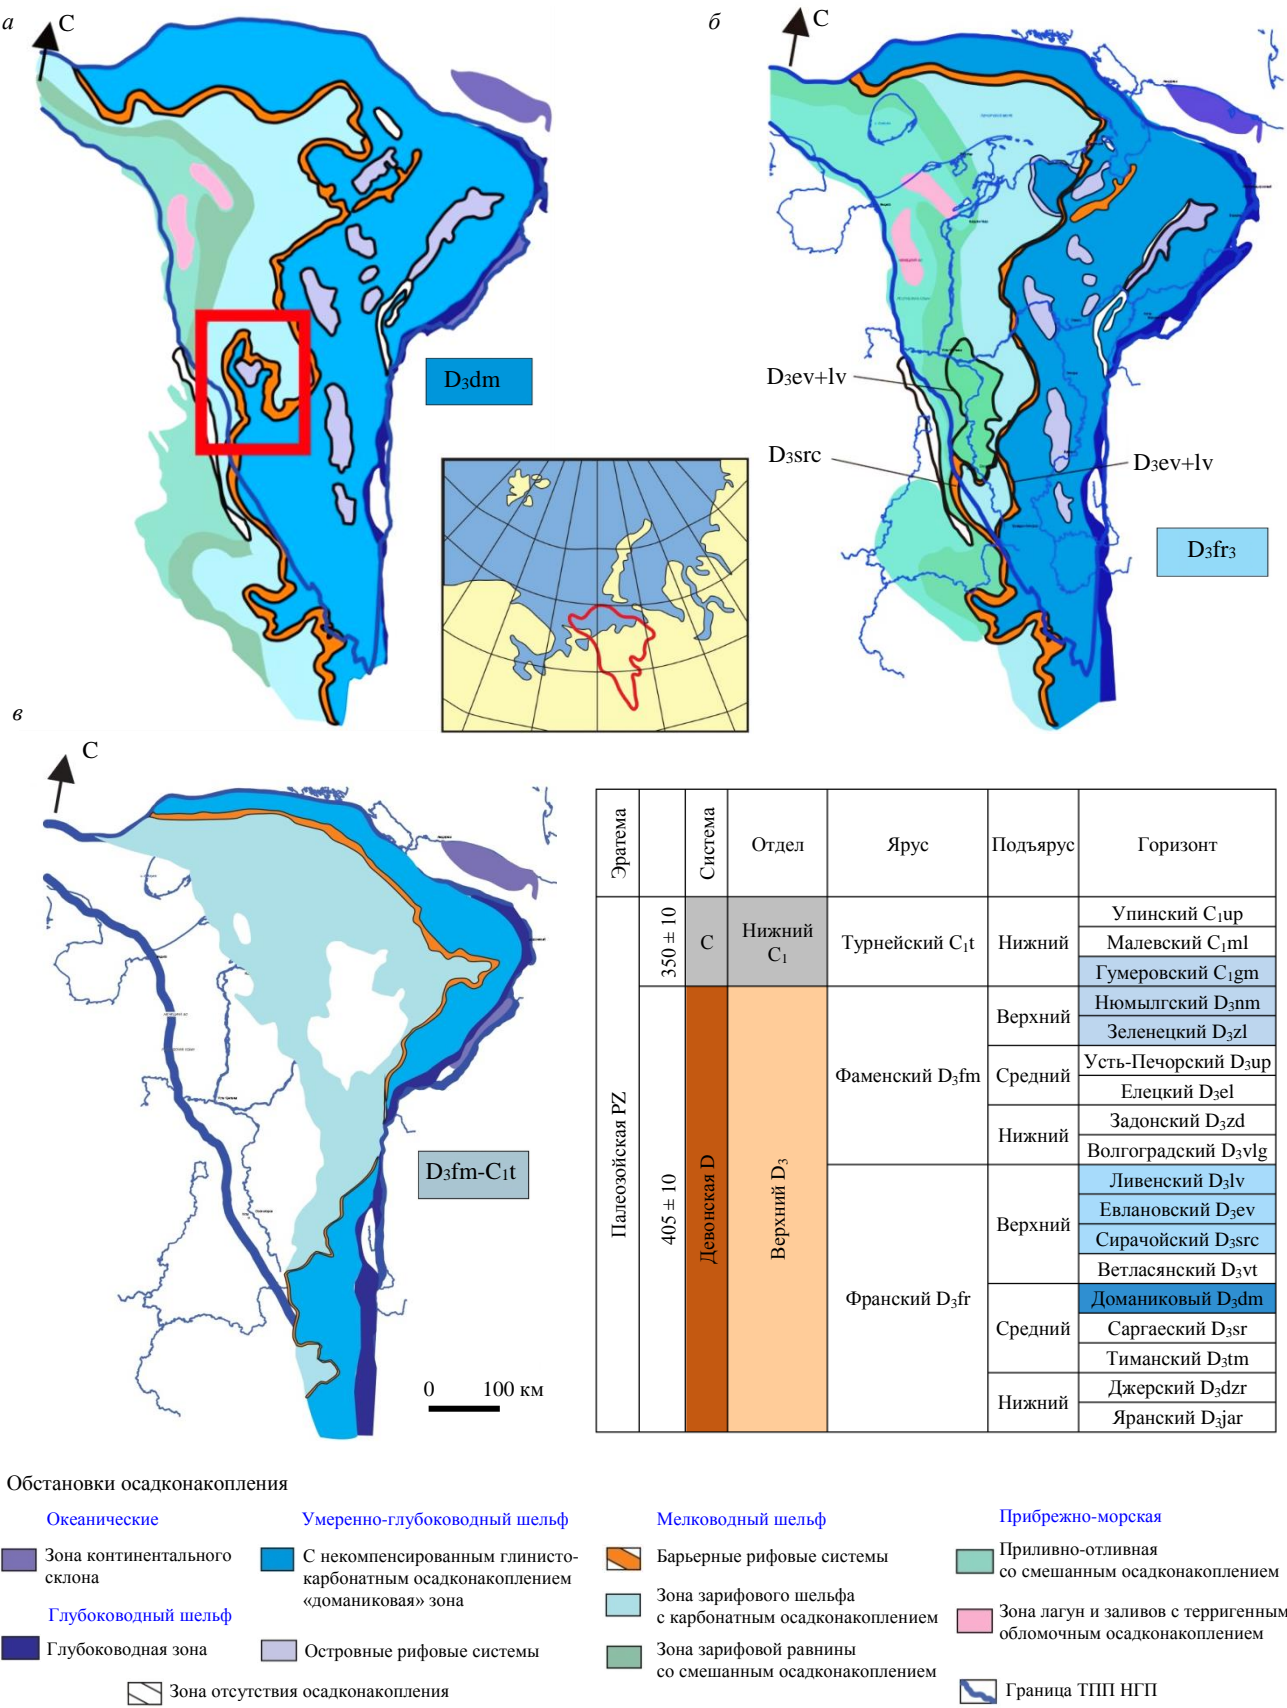 а
С
б
С
D3dm
D3ev+lv
D3src
D3ev+lv
D3fr3
в
С
D3fm-C1t
0 100 км
Эратема
Система
Отдел
Ярус
Подъярус
Горизонт
Палеозойская PZ
350 ± 10
405 ± 10
С
Девонская D
Нижний
C1
Верхний D3
Турнейский C1t
Нижний
Упинский C1up
Малевский C1ml
Гумеровский C1gm
Фаменский D3fm
Верхний
Нюмылгский D3nm
Зеленецкий D3zl
Средний
Усть-Печорский D3up
Елецкий D3el
Нижний
Задонский D3zd
Волгоградский D3vlg
Франский D3fr
Верхний
Ливенский D3lv
Евлановский D3ev
Сирачойский D3src
Ветласянский D3vt
Средний
Доманиковый D3dm
Саргаеский D3sr
Тиманский D3tm
Нижний
Джерский D3dzr
Яранский D3jar
Обстановки осадконакопления
Океанические
Зона континентального
склона
Глубоководный шельф
Глубоководная зона
Зона отсутствия осадконакопления
Умеренно-глубоководный шельф
С некомпенсированным глинисто-
карбонатным осадконакоплением
«доманиковая» зона
Островные рифовые системы
Мелководный шельф
Барьерные рифовые системы
Зона зарифового шельфа
с карбонатным осадконакоплением
Зона зарифовой равнины
со смешанным осадконакоплением
Прибрежно-морская
Приливно-отливная
со смешанным осадконакоплением
Зона лагун и заливов с терригенным
обломочным осадконакоплением
Граница ТПП НГП